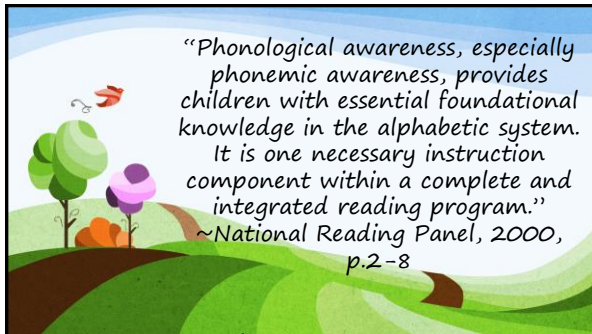 “Phonological awareness, especially
phonemic awareness, provides
children with essential foundational
knowledge in the alphabetic system.
It is one necessary instruction
component within a complete and
integrated reading program.”
~National Reading Panel, 2000,
p.2-8